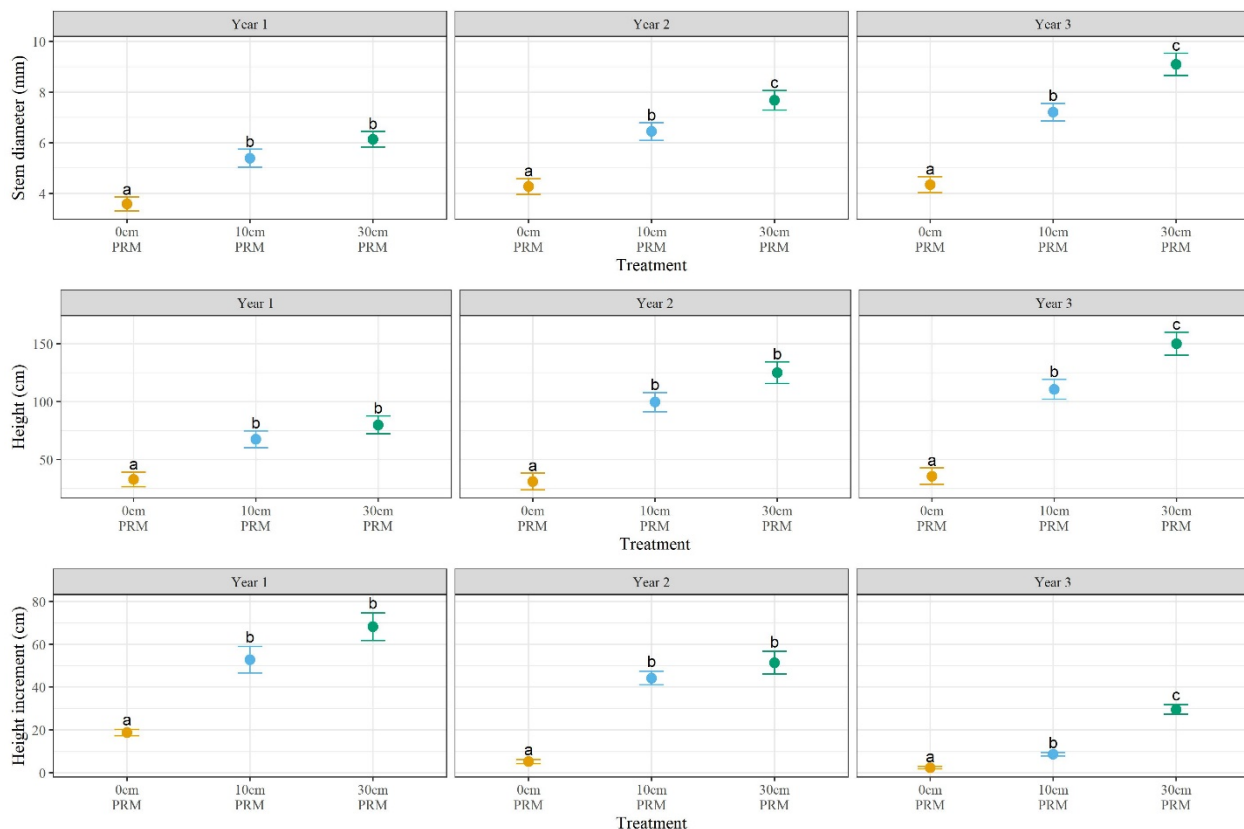 Year 1 Year 2 Year 3
Stem diameter (mm)
10
8
6
4
a b b
a b c
a b c
0cm PRM 10cm PRM 30cm PRM 0cm PRM 10cm PRM 30cm PRM 0cm PRM 10cm PRM 30cm PRM
Treatment
Year 1 Year 2 Year 3
Height (cm)
150
100
50
a b b
a b b
a b c
0cm PRM 10cm PRM 30cm PRM 0cm PRM 10cm PRM 30cm PRM 0cm PRM 10cm PRM 30cm PRM
Treatment
Year 1 Year 2 Year 3
Height increment (cm)
80
60
40
20
0
a b b
a b b
a b c
0cm PRM 10cm PRM 30cm PRM 0cm PRM 10cm PRM 30cm PRM 0cm PRM 10cm PRM 30cm PRM
Treatment